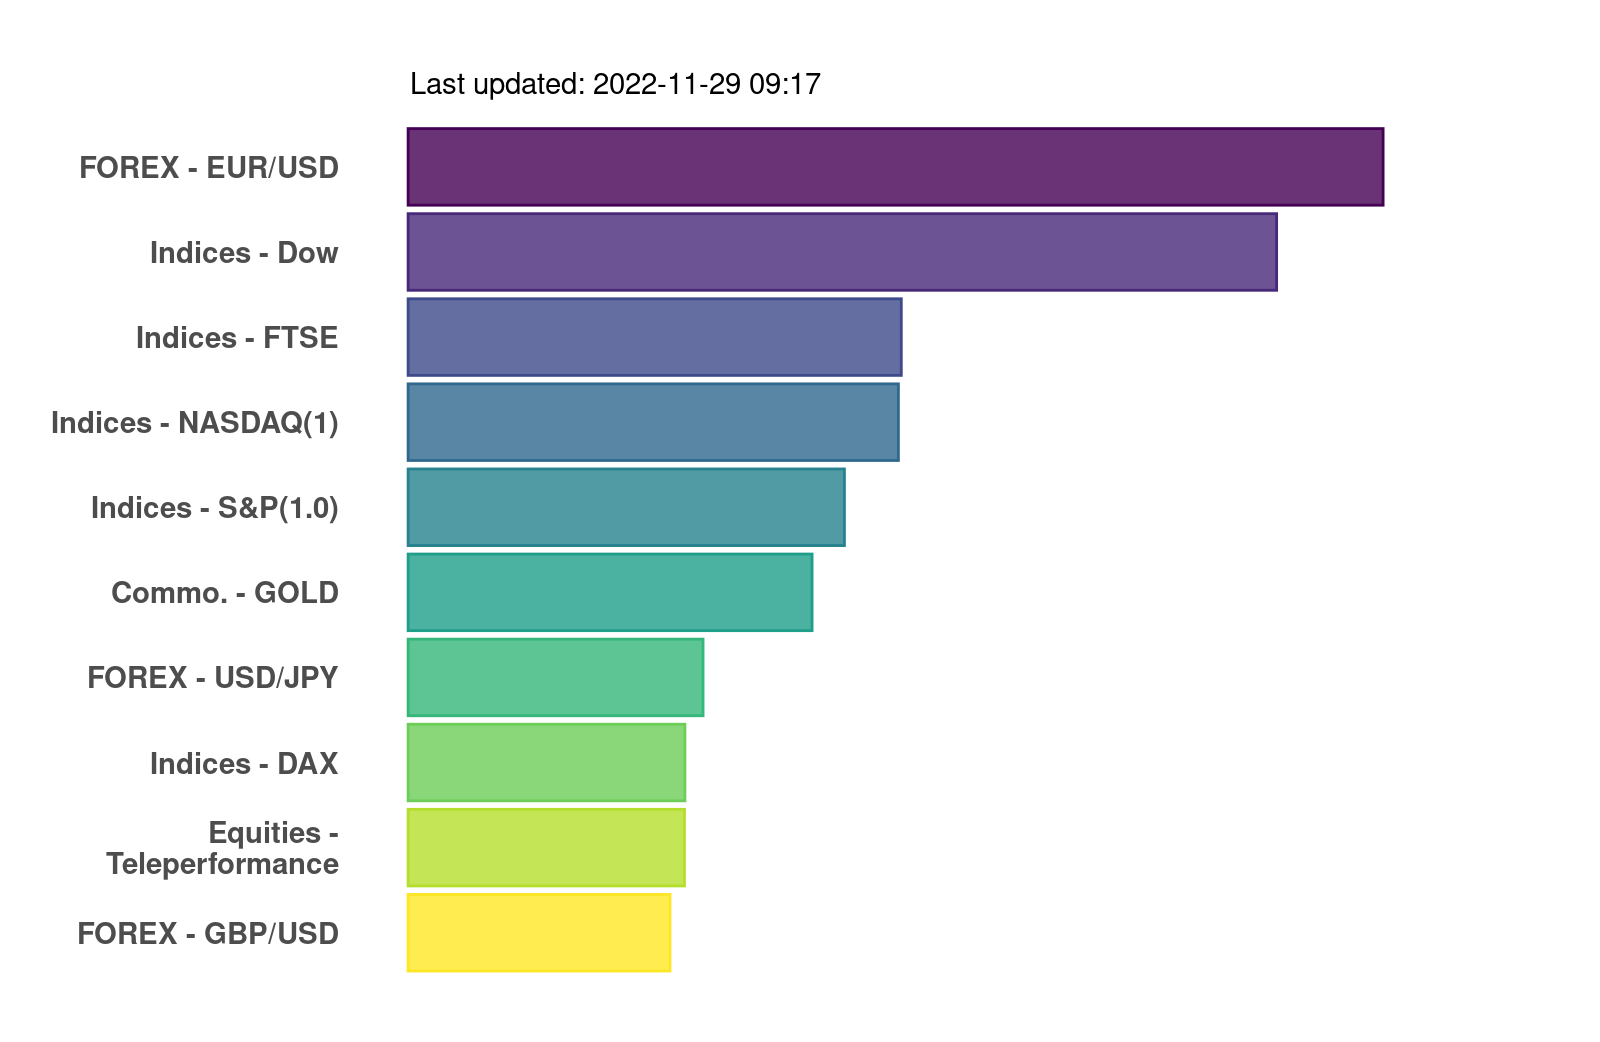 Last updated: 2022-11-29 09:17
FOREX - EUR/USD
Indices - Dow
Indices - FTSE
Indices - NASDAQ(1)
Indices - S&P(1.0)
Commo. - GOLD
FOREX - USD/JPY
Indices - DAX
Equities -
Teleperformance
FOREX - GBP/USD